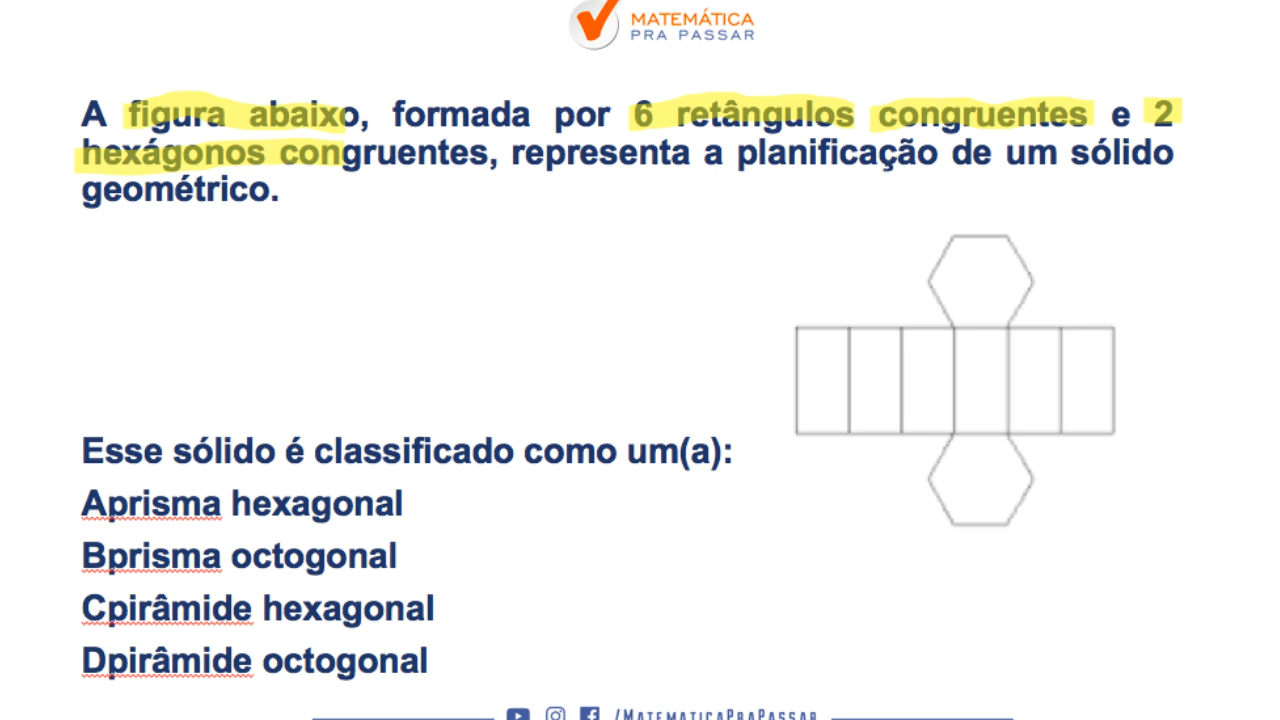 MATEMÁTICA
PRA PASSAR
A figura abaixo, formada por 6 retângulos congruentes e 2
hexágonos congruentes, representa a planificação de um sólido
geométrico.
Esse sólido é classificado como um(a):
Aprisma hexagonal
Bprisma octogonal
Cpirâmide hexagonal
Dpirâmide octogonal
/MATEMATICAPRAPASSAR